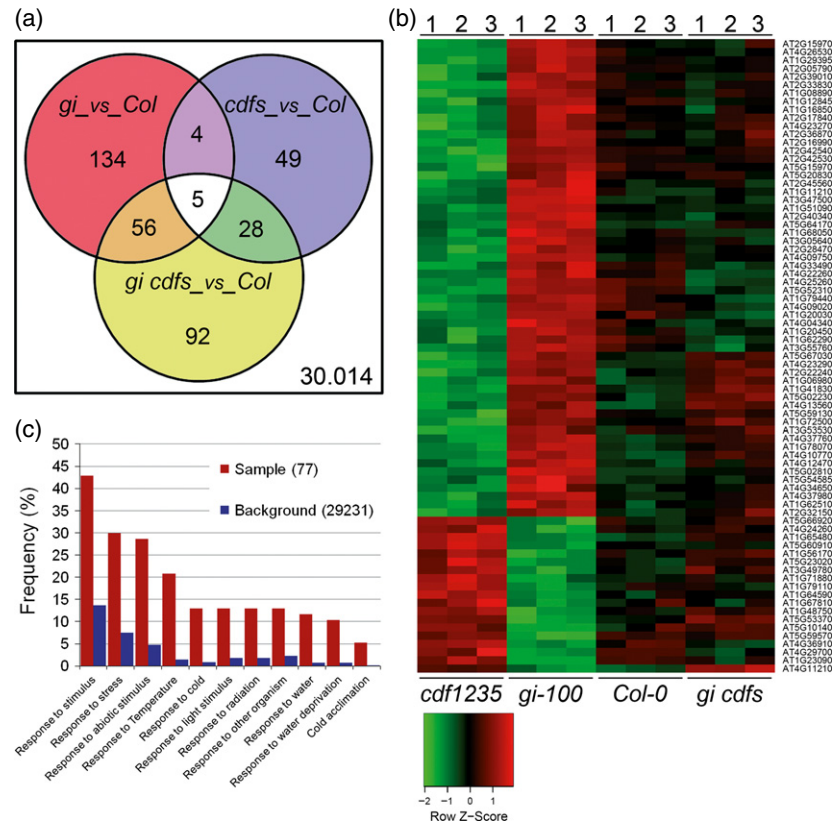 (a)
gi_vs_Col
cdfs_vs_Col
4
134
49
5
56
28
gi cdfs_vs_Col
92
30.014
(b)
1 2 3 1 2 3 1 2 3 1 2 3
AT2G15970
AT4G26530
AT1G29395
AT2G05790
AT2G39010
AT2G33830
AT1G08890
AT1G12845
AT1G16850
AT2G17840
AT4G23270
AT2G36870
AT2G16990
AT2G42540
AT2G42530
AT5G15970
AT5G20830
AT2G45560
AT1G11210
AT3G47500
AT1G51090
AT2G40340
AT5G64170
AT1G68050
AT3G05640
AT2G28470
AT4G09750
AT4G33490
AT4G22260
AT4G25260
AT5G52310
AT1G79440
AT4G09020
AT1G20030
AT4G04340
AT1G20450
AT1G62290
AT3G55760
AT5G67030
AT4G23290
AT2G22240
AT1G06980
AT1G41830
AT5G02230
AT4G13560
AT5G59130
AT1G72500
AT3G53530
AT4G37760
AT1G78070
AT4G10770
AT4G12470
AT5G02810
AT5G54585
AT4G34650
AT4G37980
AT1G62510
AT2G32150
AT5G66920
AT4G24260
AT1G65480
AT5G60910
AT1G56170
AT5G23020
AT3G49780
AT1G71880
AT1G79110
AT1G64590
AT1G67810
AT1G48750
AT5G53370
AT5G10140
AT5G59570
AT4G36910
AT4G29700
AT1G23090
AT4G11210
cdf1235 gi-100 Col-0 gi cdfs
−2 −1 0 1
Row Z-Score
(c)
Frequency (%)
50
45
40
35
30
25
20
15
10
5
0
Sample (77)
Background (29231)
Response to stimulus
Response to stress
Response to abiotic stimulus
Response to Temperature
Response to cold
Response to light stimulus
Response to radiation
Response to other organism
Response to water
Response to water deprivation
Cold acclimation